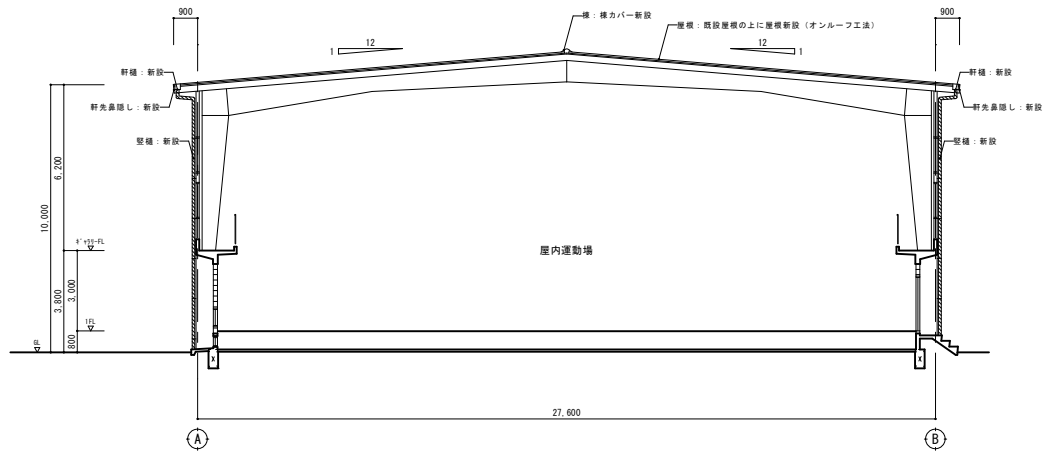 900
棟：棟カバー新設
900
12
1
屋根：既設屋根の上に屋根新設（オンルーフ工法）
12
1
軒樋：新設
軒樋：新設
軒先鼻隠し：新設
軒先鼻隠し：新設
竪樋：新設
竪樋：新設
6,200
10,000
ｷﾞｬﾗﾘｰFL
屋内運動場
3,800
3,000
1FL
800
GL
27,600
A
B